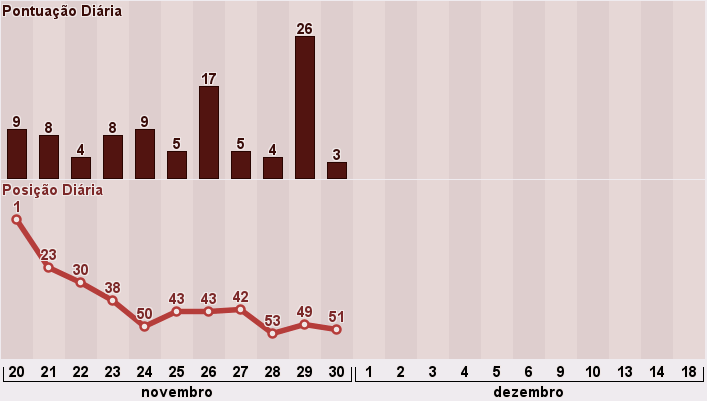 Pontuação Diária
9 8 4 8 9 5 17 5 4 26 3
Posição Diária
1 23 30 38 50 43 43 42 53 49 51
20 21 22 23 24 25 26 27 28 29 30 1 2 3 4 5 6 9 10 13 14 18
novembro dezembro